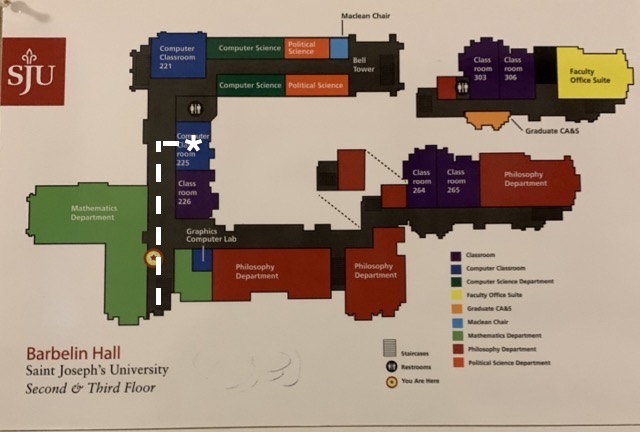 SJU
Barbelin Hall
Saint Joseph's University
Second & Third Floor
Computer
Classroom
221
Computer Science
Political
Science
Maclean Chair
Bell
Tower
Computer Science
Political Science
Computer
room
225
*
Class
room
226
Mathematics
Department
Graphics
Computer Lab
Philosophy
Department
Philosophy
Department
Class
room
303
Class
room
306
Faculty
Office Suite
Graduate CA&S
Class
room
264
Class
room
265
Philosophy
Department
Classroom
Computer Classroom
Computer Science Department
Faculty Office Suite
Graduate CA&S
Maclean Chair
Mathematics Department
Philosophy Department
Political Science Department
Staircases
Restrooms
You Are Here